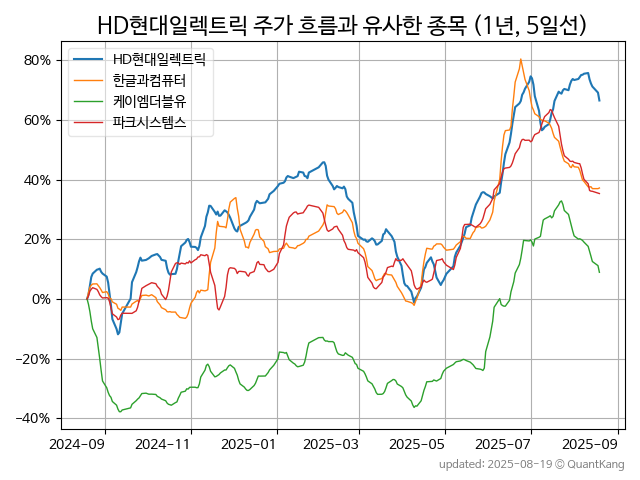 HD현대일렉트릭 주가 흐름과 유사한 종목 (1년, 5일선)
HD현대일렉트릭
한글과컴퓨터
케이엠더블유
파크시스템스
80%
60%
40%
20%
0%
−20%
−40%
2024-09
2024-11
2025-01
2025-03
2025-05
2025-07
2025-09
updated: 2025-08-19 © QuantKang